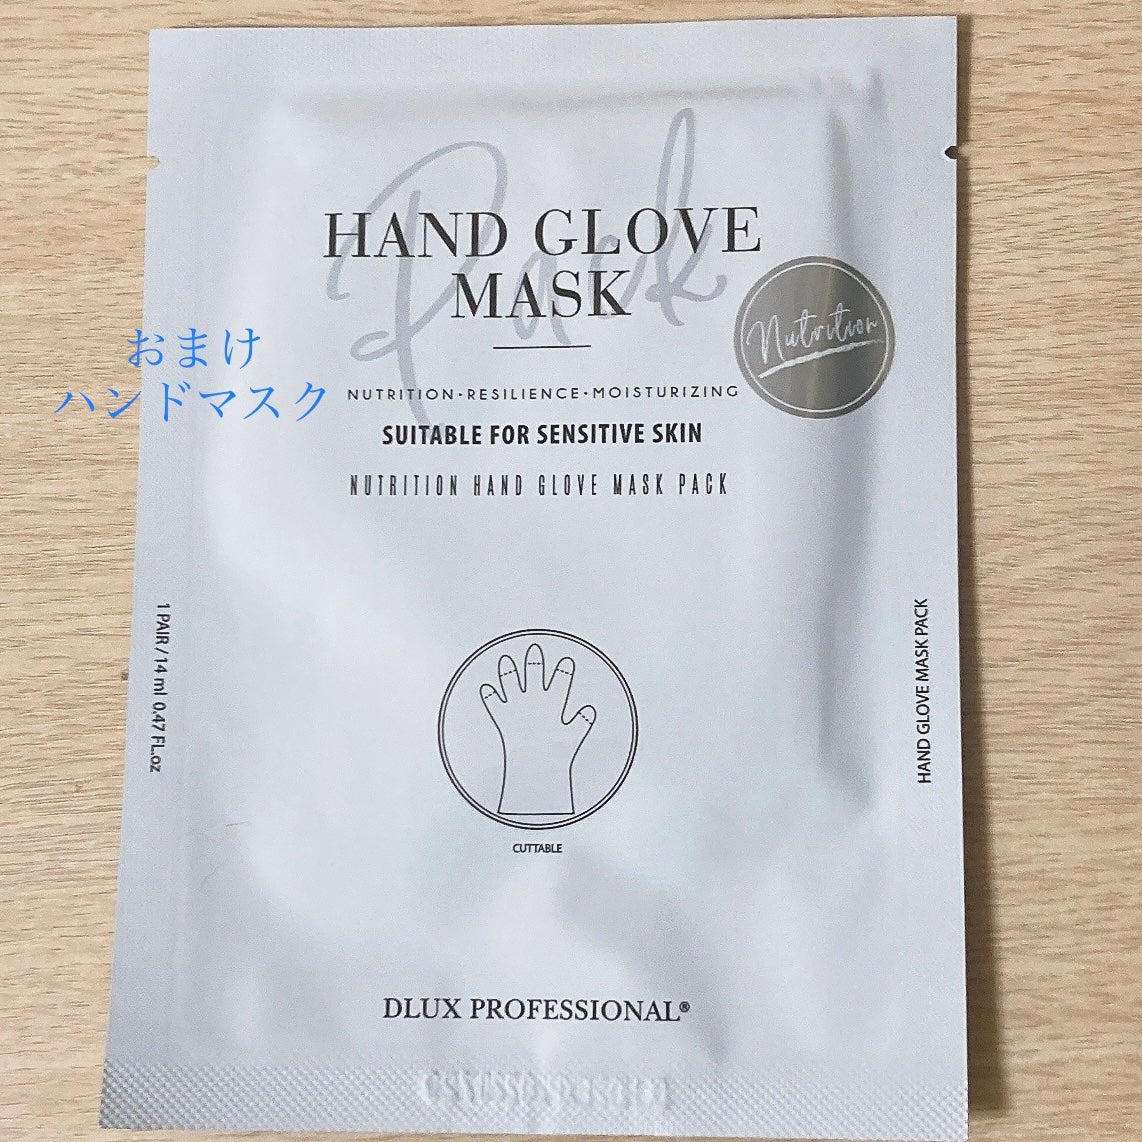 Pack
HAND GLOVE
MASK
Nutrition
おまけ
ハンドマスク
NUTRITION·RESILIENCE·MOISTURIZING
SUITABLE FOR SENSITIVE SKIN
NUTRITION HAND GLOVE MASK PACK
1 PAIR / 14 ml 0.47 FL.oz
HAND GLOVE MASK PACK
CUTTABLE
DLUX PROFESSIONAL®